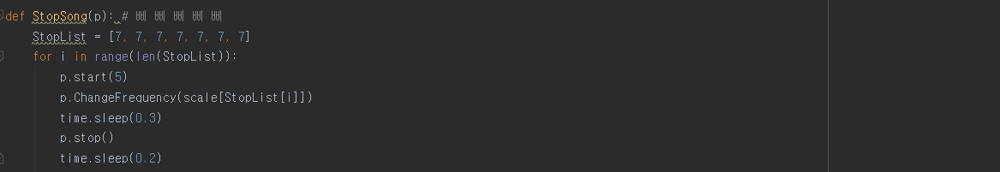 def StopSong(p): # 삐 삐 삐 삐 삐
StopList = [7, 7, 7, 7, 7, 7, 7]
for i in range(len(StopList)):
p.start(5)
p.ChangeFrequency(scale[StopList[i]])
time.sleep(0.3)
p.stop()
time.sleep(0.2)